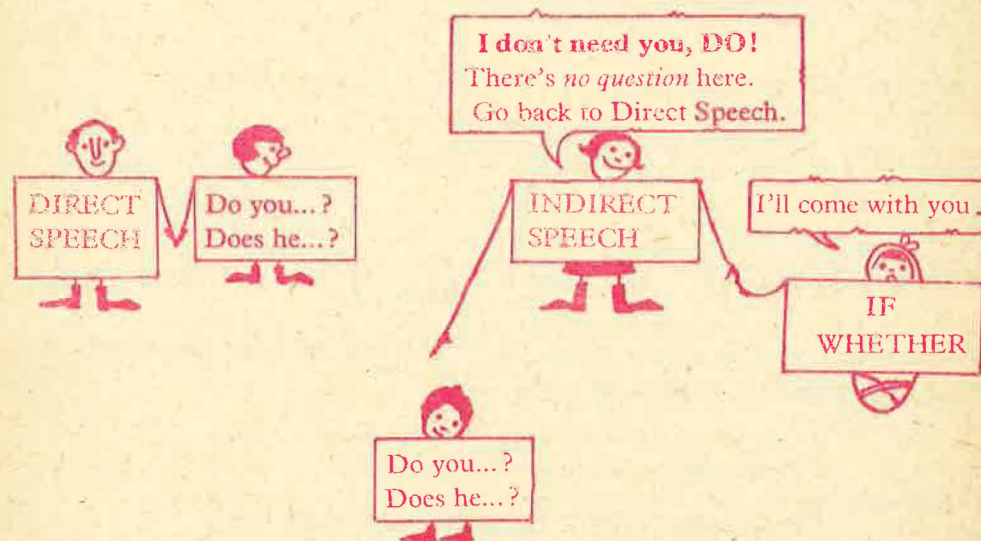 I don't need you, DO!
There's no question here.
Go back to Direct Speech.
DIRECT
SPEECH
Do you...?
Does he...?
INDIRECT
SPEECH
I'll come with you.
IF
WHETHER
Do you...?
Does he...?